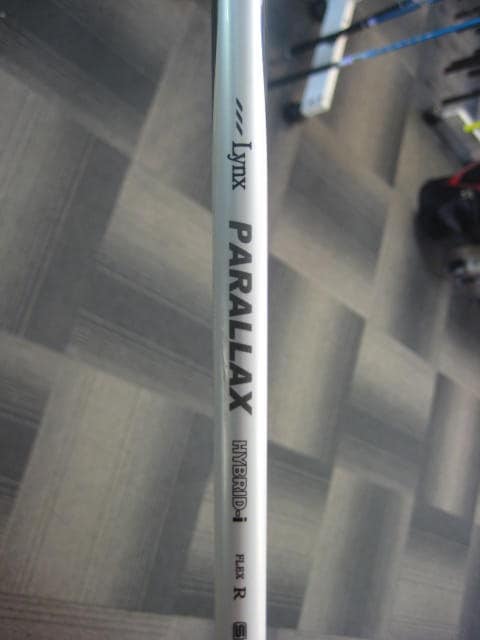 Lynx PARALLAX HYBRID-i FLEX R